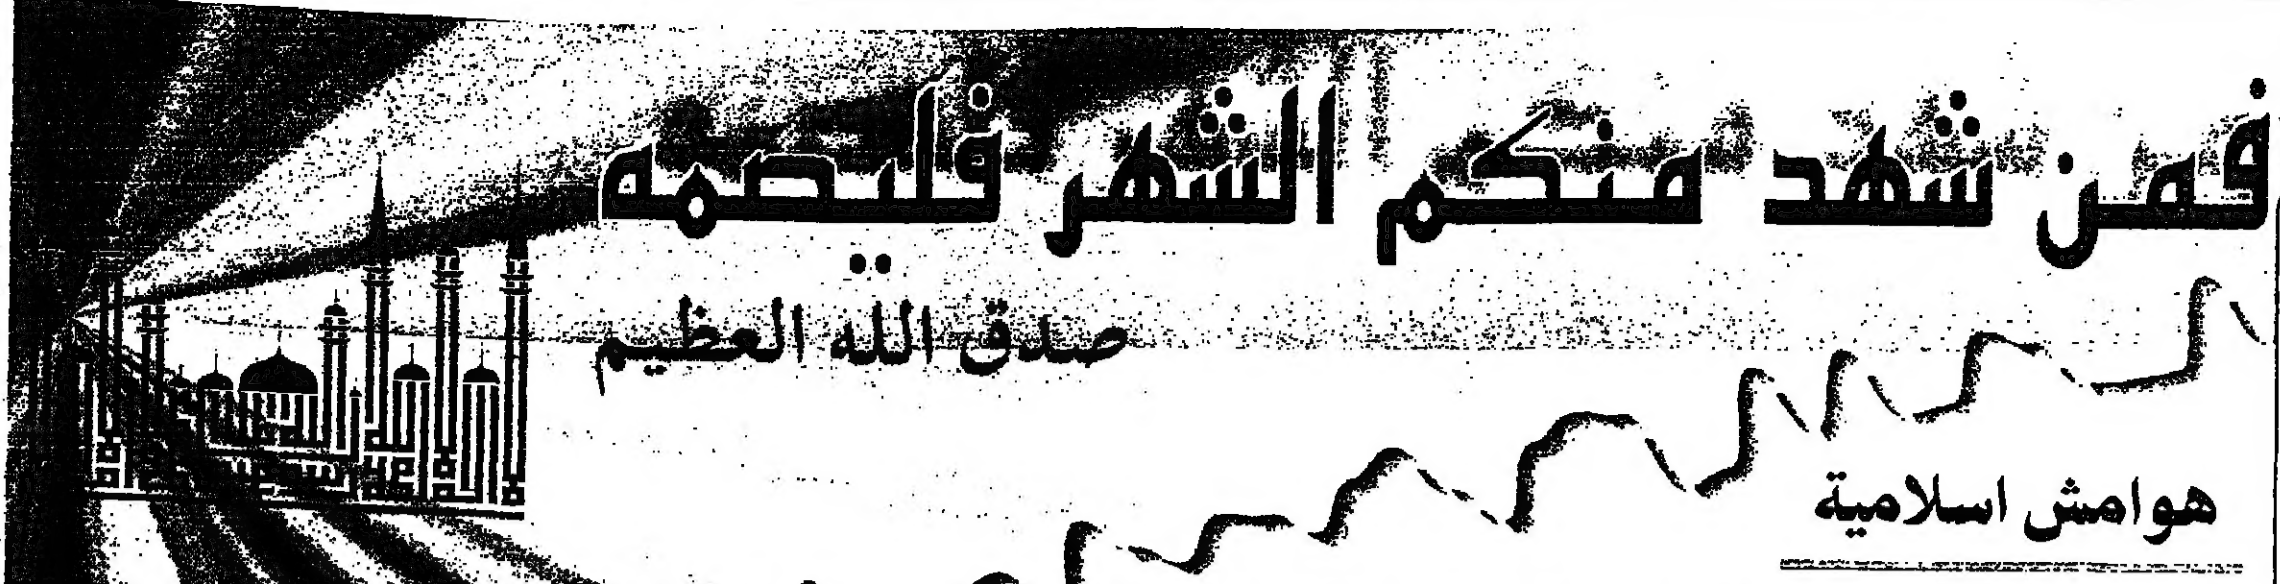 فمن شهد منكم الشهر فليصمه
صدق الله العظيم
هوامش اسلامية